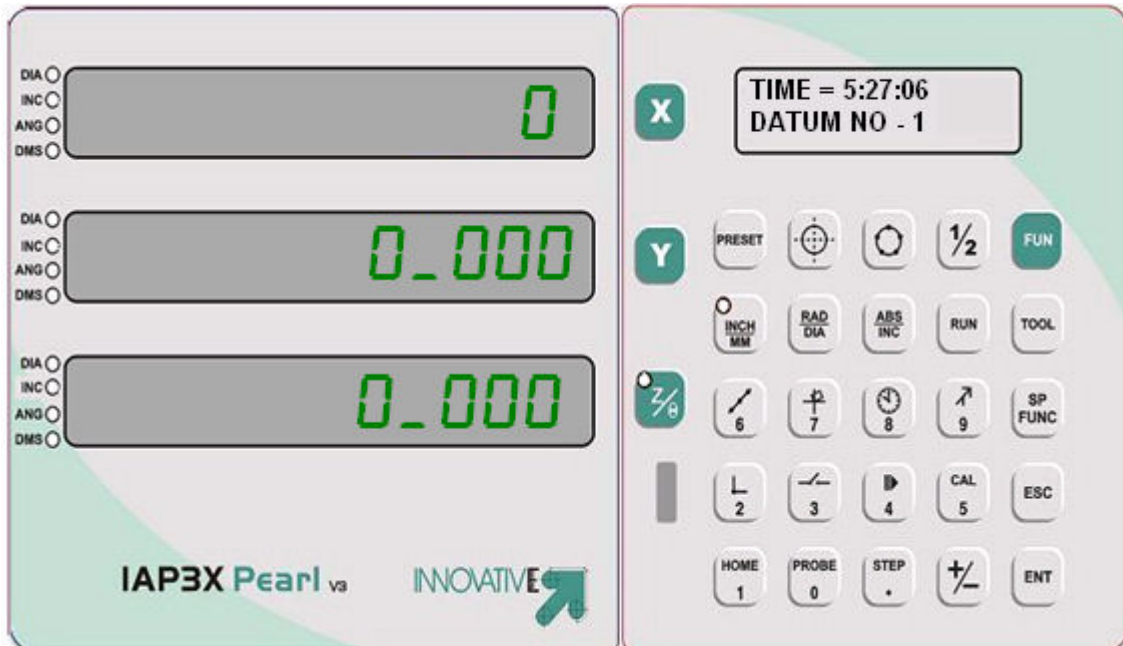 DIA
INC
ANG
DMS
0
DIA
INC
ANG
DMS
0_000
DIA
INC
ANG
DMS
0_000
IAP3X Pearl V3
INNOVATIVE
X
Y
Z/θ
TIME = 5:27:06
DATUM NO - 1
PRESET
1/2
FUN
INCH
MM
RAD
DIA
ABS
INC
RUN
TOOL
6
7
8
9
SP
FUNC
2
3
4
CAL
5
ESC
HOME
1
PROBE
0
STEP
.
+/-
ENT